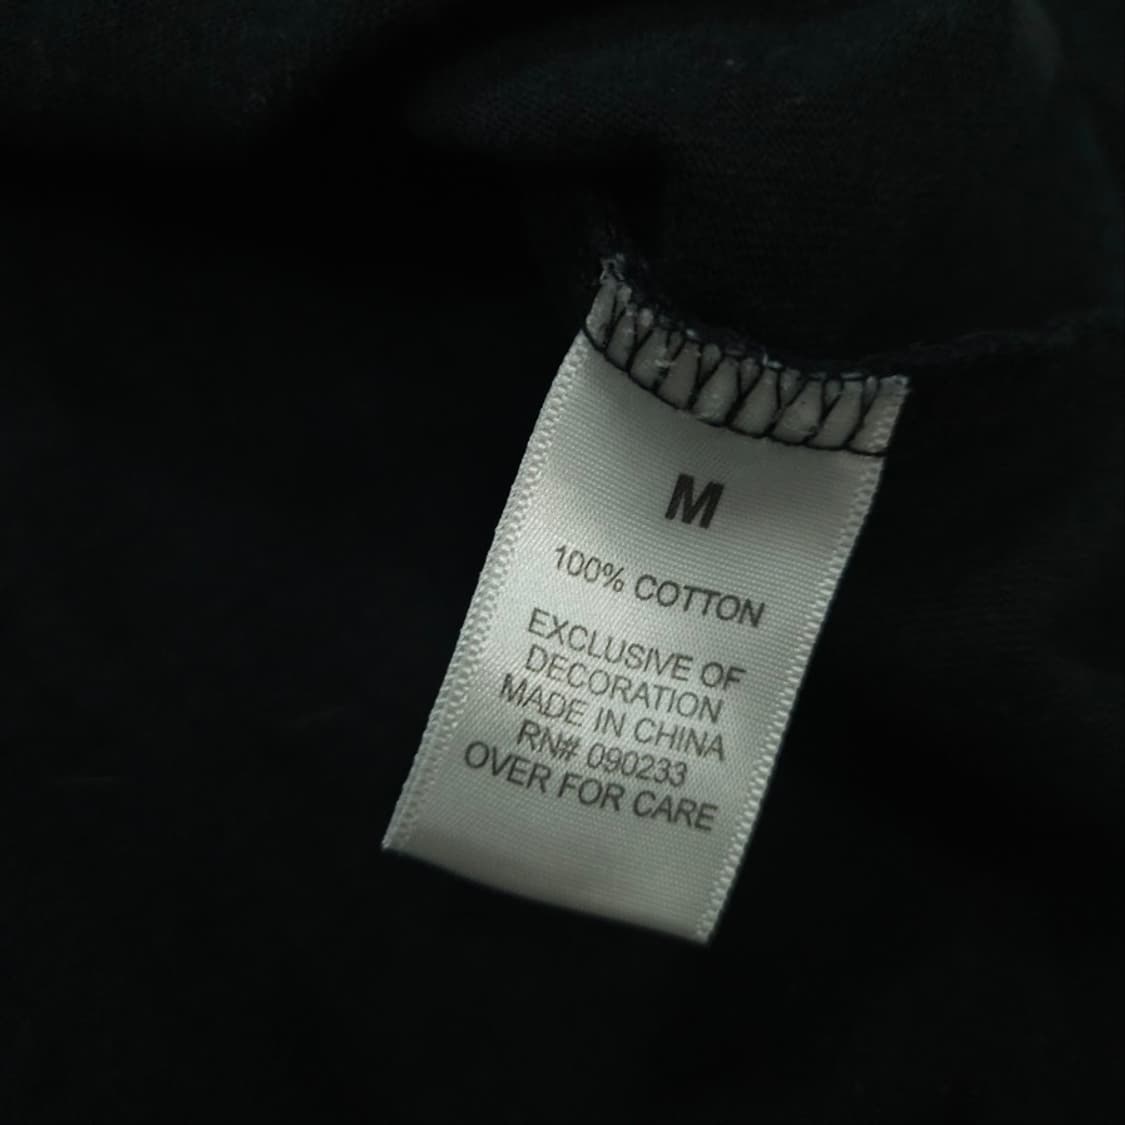 M
100% COTTON
EXCLUSIVE OF
DECORATION
MADE IN CHINA
RN# 090233
OVER FOR CARE